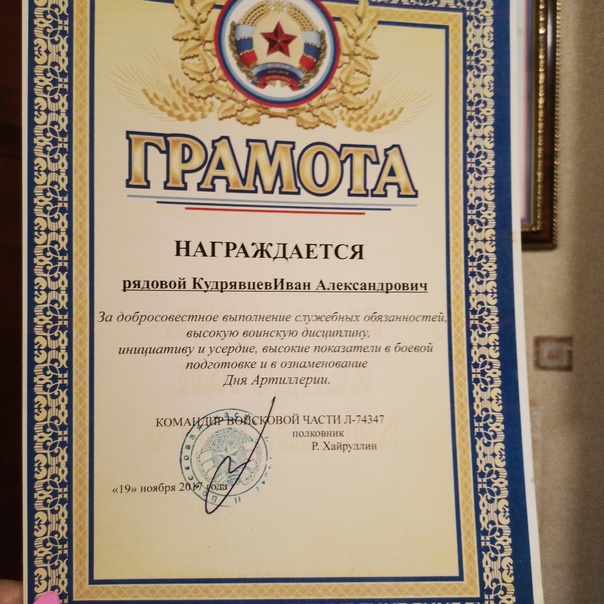 ГРАМОТА
НАГРАЖДАЕТСЯ
рядовой КудрявцевИван Александрович
За добросовестное выполнение служебных обязанностей,
высокую воинскую дисциплину,
инициативу и усердие, высокие показатели в боевой
подготовке и в ознаменование
Дня Артиллерии.
КОМАНДИР ВОЙСКОВОЙ ЧАСТИ Л-74347
полковник
Р. Хайруллин
«19» ноября 2017 года